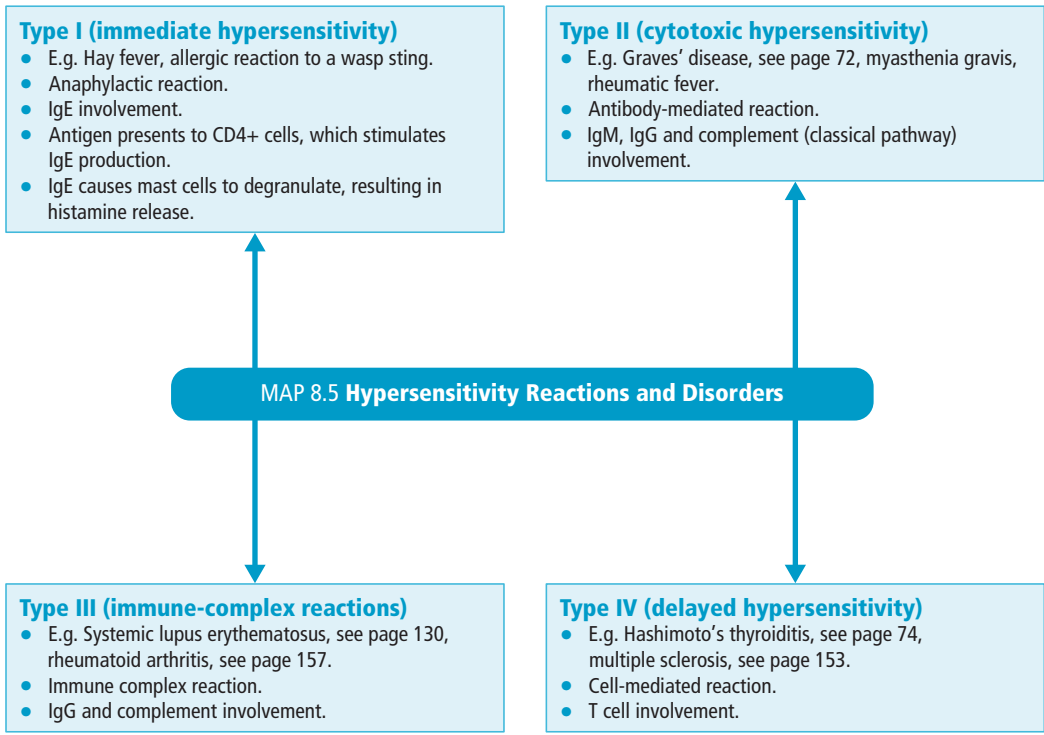 Type I (immediate hypersensitivity)
• E.g. Hay fever, allergic reaction to a wasp sting.
• Anaphylactic reaction.
• IgE involvement.
• Antigen presents to CD4+ cells, which stimulates
IgE production.
• IgE causes mast cells to degranulate, resulting in
histamine release.
Type II (cytotoxic hypersensitivity)
• E.g. Graves’ disease, see page 72, myasthenia gravis,
rheumatic fever.
• Antibody-mediated reaction.
• IgM, IgG and complement (classical pathway)
involvement.
MAP 8.5 Hypersensitivity Reactions and Disorders
Type III (immune-complex reactions)
• E.g. Systemic lupus erythematosus, see page 130,
rheumatoid arthritis, see page 157.
• Immune complex reaction.
• IgG and complement involvement.
Type IV (delayed hypersensitivity)
• E.g. Hashimoto’s thyroiditis, see page 74,
multiple sclerosis, see page 153.
• Cell-mediated reaction.
• T cell involvement.